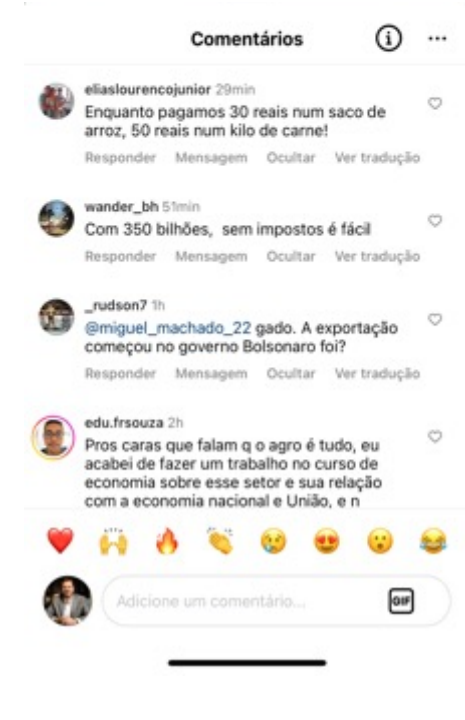 Comentários
eliaslourencojunior 29min
Enquanto pagamos 30 reais num saco de
arroz, 50 reais num kilo de carne!
Responder Mensagem Ocultar Ver tradução
wander_bh 51min
Com 350 bilhões, sem impostos é fácil
Responder Mensagem Ocultar Ver tradução
_rudson7 1h
@miguel_machado_22 gado. A exportação
começou no governo Bolsonaro foi?
Responder Mensagem Ocultar Ver tradução
edu.frsouza 2h
Pros caras que falam q o agro é tudo, eu
acabei de fazer um trabalho no curso de
economia sobre esse setor e sua relação
com a economia nacional e União, e n
Adicione um comentário...
GIF